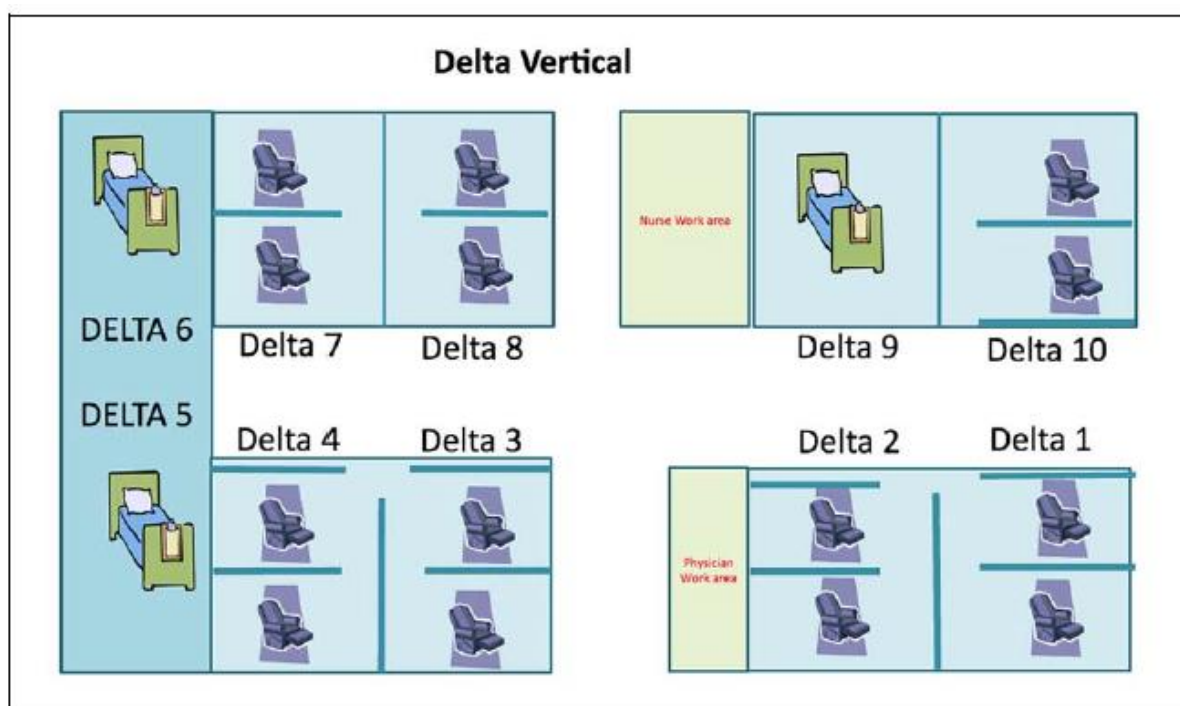 Delta Vertical
Nurse Work area
DELTA 6
Delta 7
Delta 8
Delta 9
Delta 10
DELTA 5
Delta 4
Delta 3
Delta 2
Delta 1
Physician
Work area